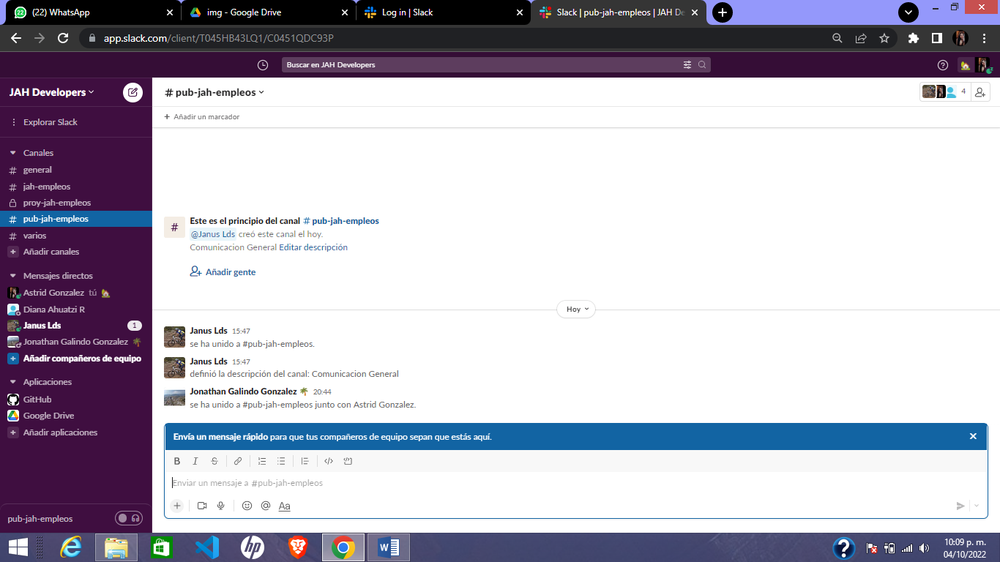 22
(22) WhatsApp
img - Google Drive
Log in | Slack
Slack | pub-jah-empleos | JAH De
app.slack.com/client/T045HB43LQ1/C0451QDC93P
Buscar en JAH Developers
JAH Developers
# pub-jah-empleos
4
Explorar Slack
+ Añadir un marcador
Canales
# general
# jah-empleos
proy-jah-empleos
# pub-jah-empleos
# varios
+ Añadir canales
Mensajes directos
Astrid Gonzalez tú
Diana Ahuatzi R
Janus Lds 1
Jonathan Galindo Gonzalez
+ Añadir compañeros de equipo
Aplicaciones
GitHub
Google Drive
+ Añadir aplicaciones
pub-jah-empleos
#
Este es el principio del canal # pub-jah-empleos
@Janus Lds creó este canal el hoy.
Comunicacion General Editar descripción
Añadir gente
Hoy
Janus Lds 15:47
se ha unido a #pub-jah-empleos.
Janus Lds 15:47
definió la descripción del canal: Comunicacion General
Jonathan Galindo Gonzalez 20:44
se ha unido a #pub-jah-empleos junto con Astrid Gonzalez.
Envía un mensaje rápido para que tus compañeros de equipo sepan que estás aquí.
B I S
Enviar un mensaje a #pub-jah-empleos
+ @ Aa
10:09 p. m.
04/10/2022